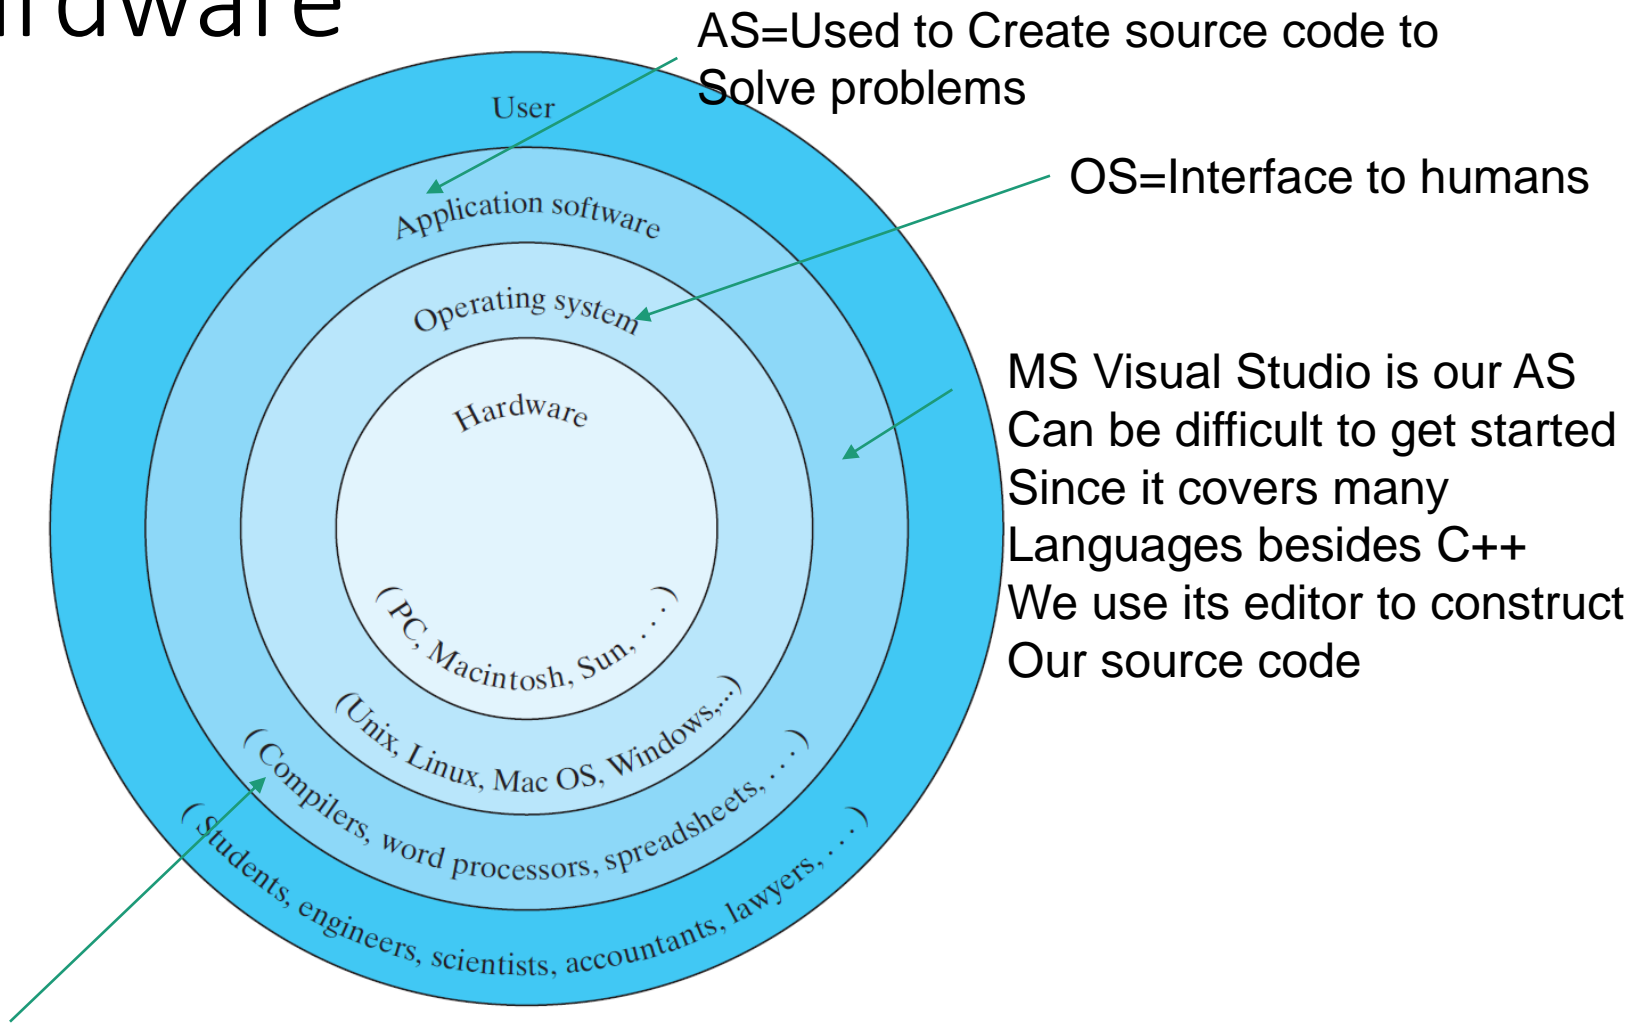 AS=Used to Create source code to
Solve problems
User
OS=Interface to humans
Application software
Operating system
Hardware
MS Visual Studio is our AS
Can be difficult to get started
Since it covers many
Languages besides C++
We use its editor to construct
Our source code
( PC, Macintosh, Sun, . . . )
(Unix, Linux, Mac OS, Windows,...)
( Compilers, word processors, spreadsheets, . . . . )
( Students, engineers, scientists, accountants, lawyers, . . . . )